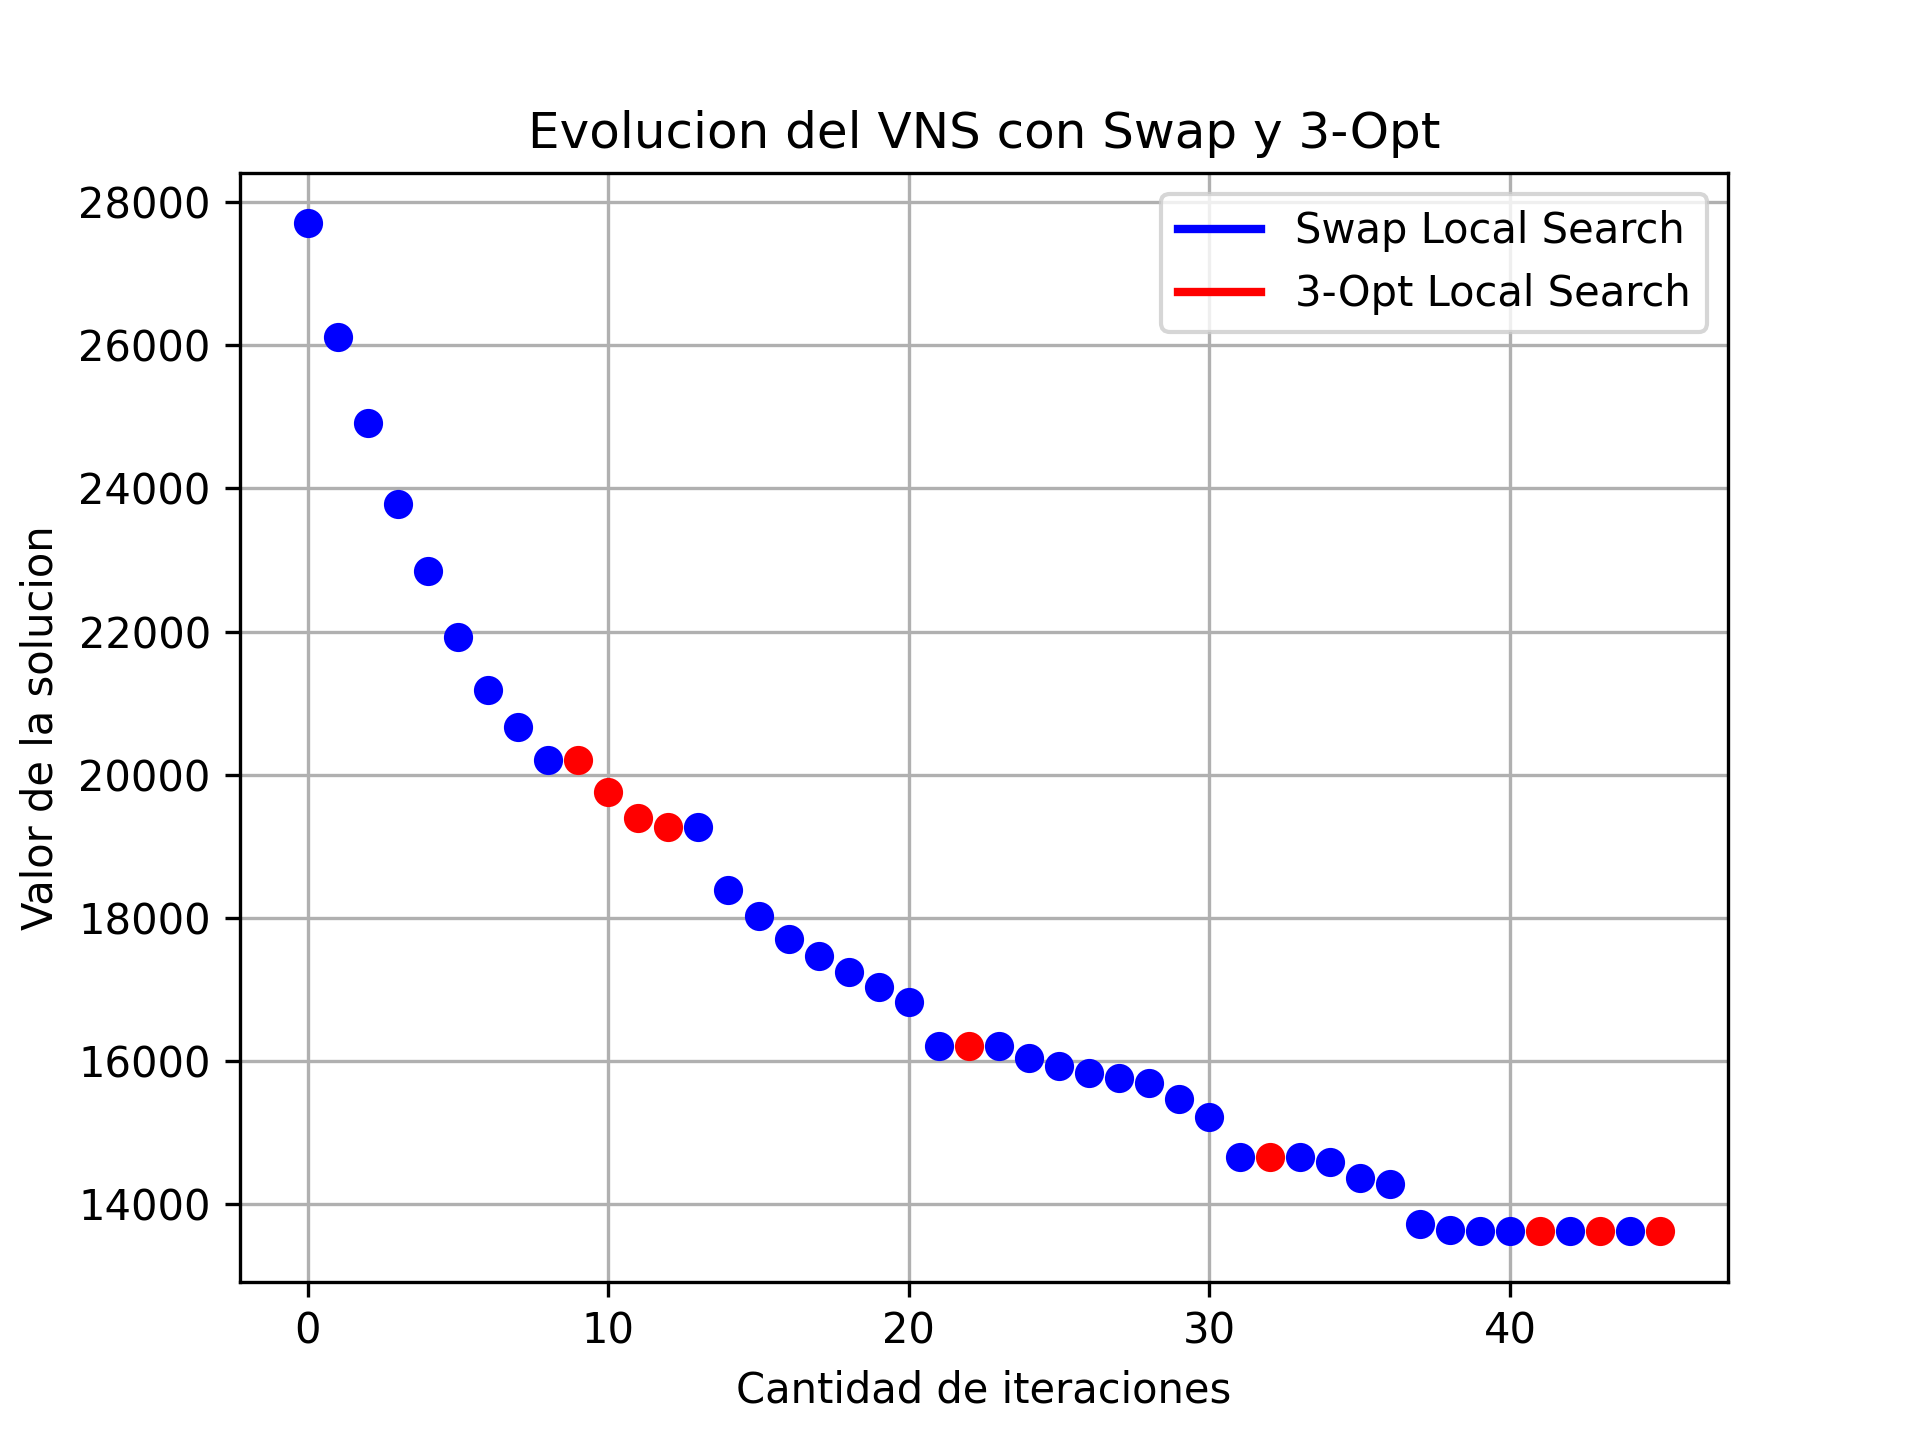 Evolucion del VNS con Swap y 3-Opt
Swap Local Search
3-Opt Local Search
Valor de la solucion
28000
26000
24000
22000
20000
18000
16000
14000
0 10 20 30 40
Cantidad de iteraciones